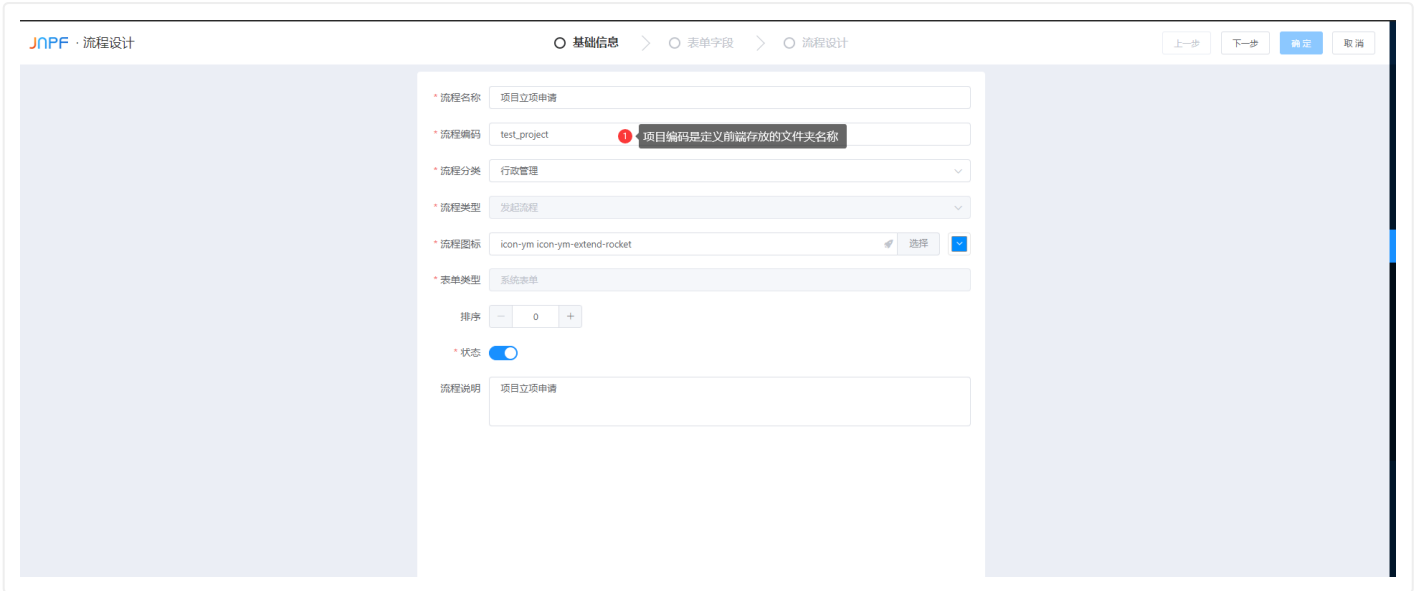 JNPF · 流程设计
基础信息
表单字段
流程设计
上一步
下一步
确定
取消
* 流程名称 项目立项申请
* 流程编码 test_project
1 项目编码是定义前端存放的文件夹名称
* 流程分类 行政管理
* 流程类型 发起流程
* 流程图标 icon-ym icon-ym-extend-rocket 选择
* 表单类型 系统表单
排序 − 0 +
* 状态
流程说明 项目立项申请